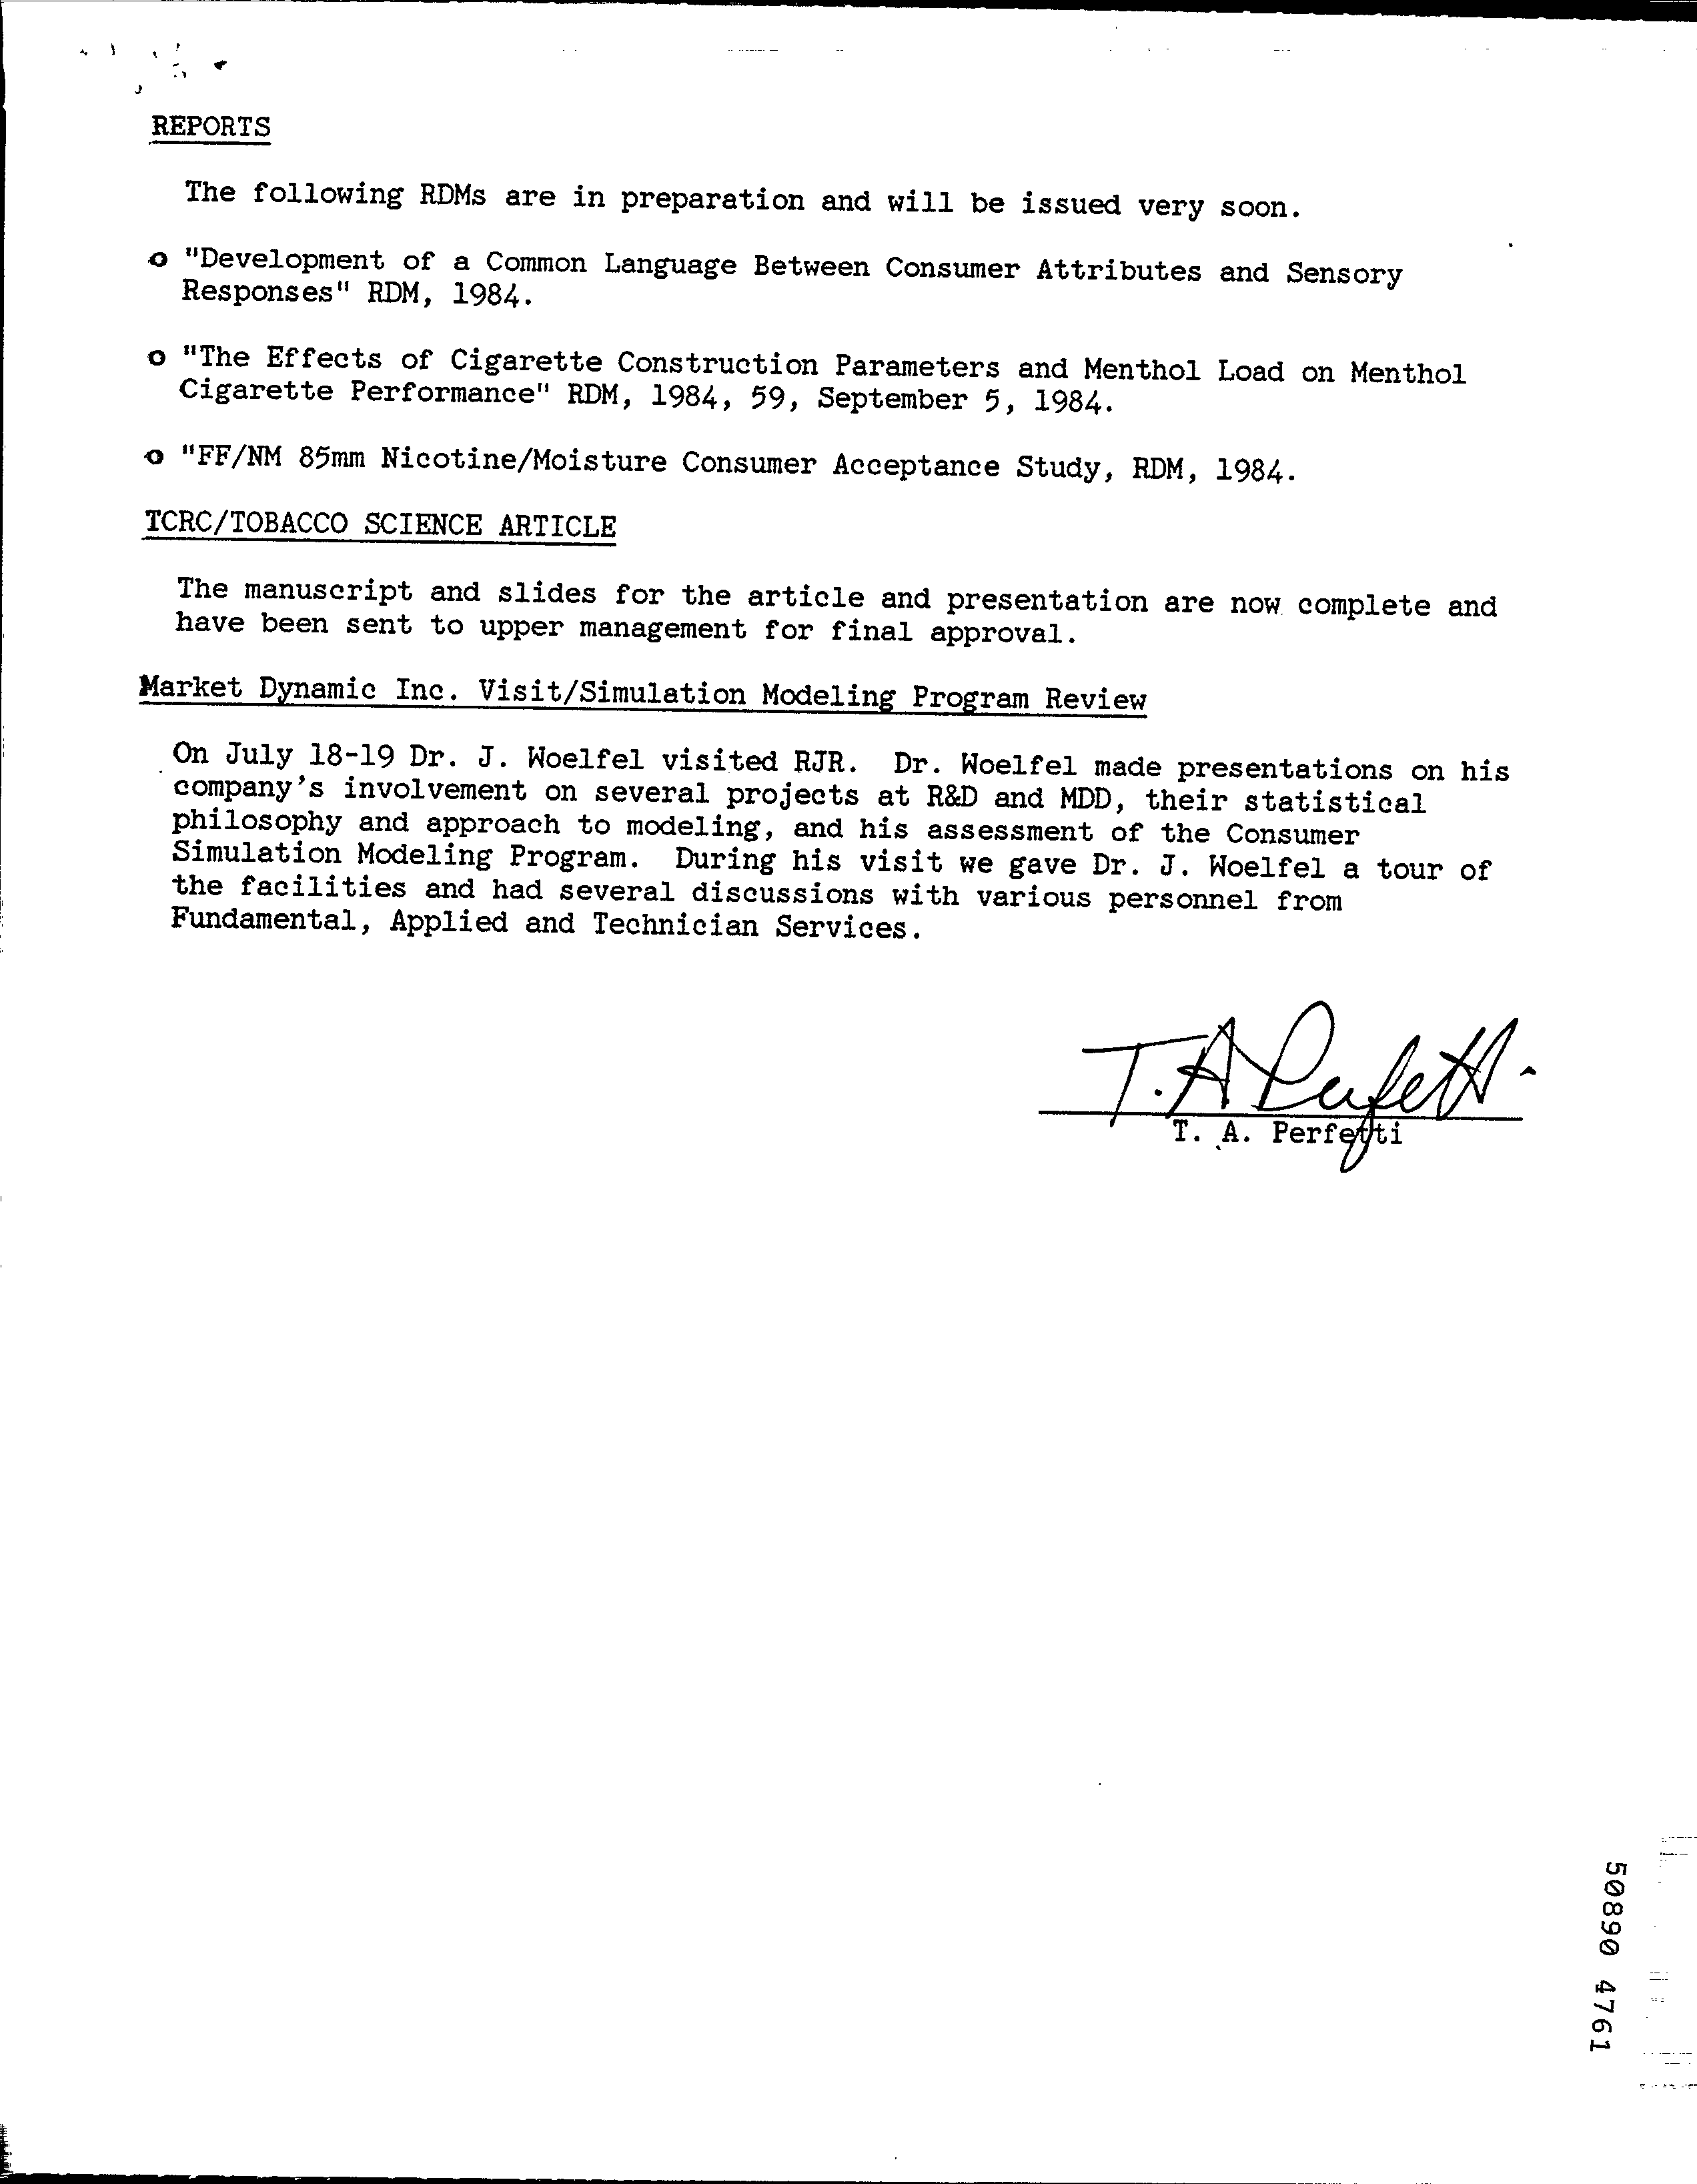 REPORTS
The following RDMs are in preparation and will be issued very soon.
o "Development of a Common Language Between Consumer Attributes and Sensory
Responses" RDM, 1984.
o "The Effects of Cigarette Construction Parameters and Menthol Load on Menthol
Cigarette Performance" RDM, 1984, 59, September 5, 1984.
o "FF/NM 85mm Nicotine/Moisture Consumer Acceptance Study, RDM, 1984.
TCRC/TOBACCO SCIENCE ARTICLE
The manuscript and slides for the article and presentation are now complete and
have been sent to upper management for final approval.
Market Dynamic Inc. Visit/Simulation Modeling Program Review
On July 18-19 Dr. J. Woelfel visited RJR. Dr. Woelfel made presentations on his
company's involvement on several projects at R&D and MDD, their statistical
philosophy and approach to modeling, and his assessment of the Consumer
Simulation Modeling Program. During his visit we gave Dr. J. Woelfel a tour of
the facilities and had several discussions with various personnel from
Fundamental, Applied and Technician Services.
T. A Perfetti
T. A. Perfetti
50890 4761